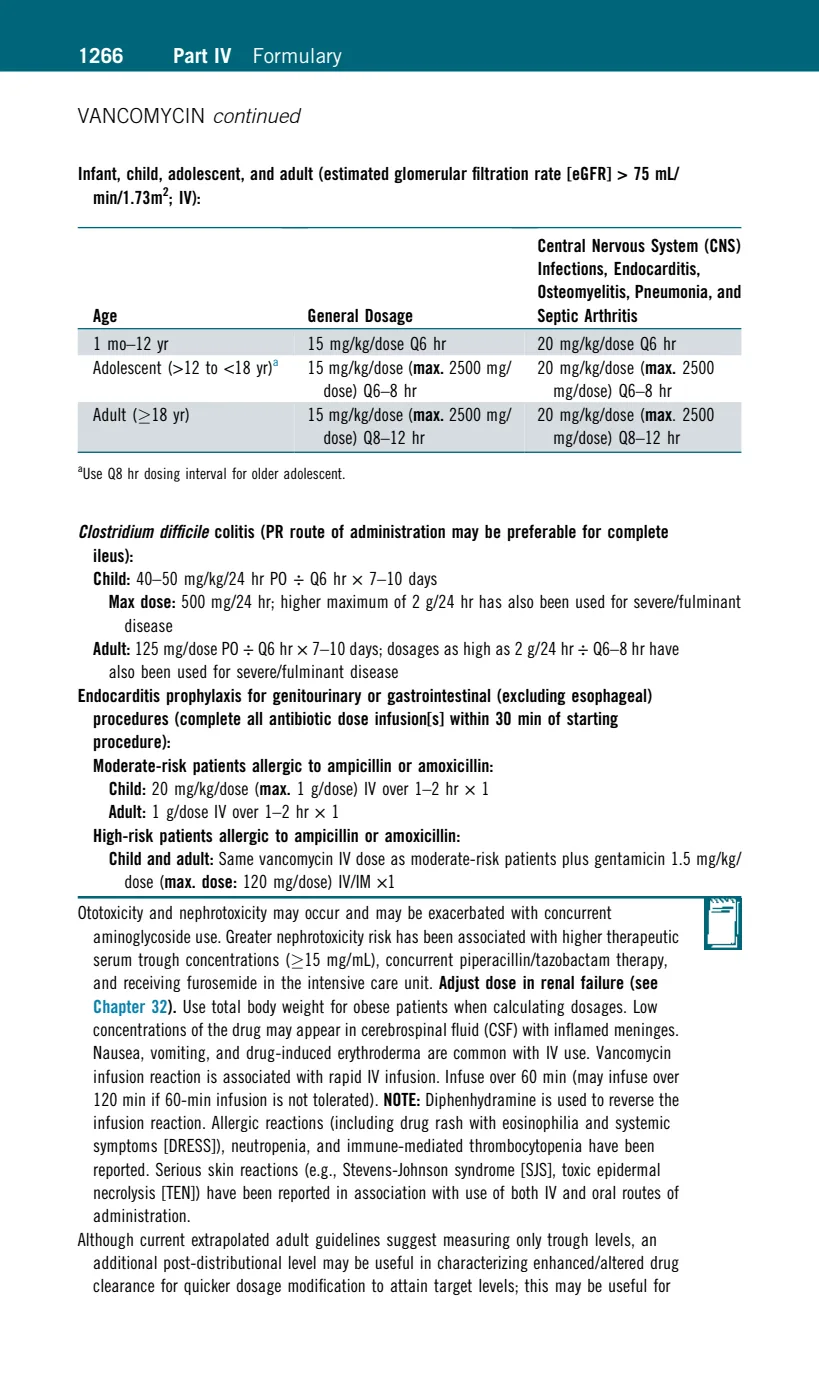 1266 Part IV Formulary
VANCOMYCIN continued
Infant, child, adolescent, and adult (estimated glomerular filtration rate [eGFR] > 75 mL/
min/1.73m²; IV):
Central Nervous System (CNS)
Infections, Endocarditis,
Osteomyelitis, Pneumonia, and
Age General Dosage Septic Arthritis
1 mo–12 yr 15 mg/kg/dose Q6 hr 20 mg/kg/dose Q6 hr
Adolescent (>12 to <18 yr)ᵃ 15 mg/kg/dose (max. 2500 mg/ 20 mg/kg/dose (max. 2500
dose) Q6–8 hr mg/dose) Q6–8 hr
Adult (≥18 yr) 15 mg/kg/dose (max. 2500 mg/ 20 mg/kg/dose (max. 2500
dose) Q8–12 hr mg/dose) Q8–12 hr
ᵃUse Q8 hr dosing interval for older adolescent.
Clostridium difficile colitis (PR route of administration may be preferable for complete
ileus):
Child: 40–50 mg/kg/24 hr PO ÷ Q6 hr × 7–10 days
Max dose: 500 mg/24 hr; higher maximum of 2 g/24 hr has also been used for severe/fulminant
disease
Adult: 125 mg/dose PO ÷ Q6 hr × 7–10 days; dosages as high as 2 g/24 hr ÷ Q6–8 hr have
also been used for severe/fulminant disease
Endocarditis prophylaxis for genitourinary or gastrointestinal (excluding esophageal)
procedures (complete all antibiotic dose infusion[s] within 30 min of starting
procedure):
Moderate-risk patients allergic to ampicillin or amoxicillin:
Child: 20 mg/kg/dose (max. 1 g/dose) IV over 1–2 hr × 1
Adult: 1 g/dose IV over 1–2 hr × 1
High-risk patients allergic to ampicillin or amoxicillin:
Child and adult: Same vancomycin IV dose as moderate-risk patients plus gentamicin 1.5 mg/kg/
dose (max. dose: 120 mg/dose) IV/IM ×1
Ototoxicity and nephrotoxicity may occur and may be exacerbated with concurrent
aminoglycoside use. Greater nephrotoxicity risk has been associated with higher therapeutic
serum trough concentrations (≥15 mg/mL), concurrent piperacillin/tazobactam therapy,
and receiving furosemide in the intensive care unit. Adjust dose in renal failure (see
Chapter 32). Use total body weight for obese patients when calculating dosages. Low
concentrations of the drug may appear in cerebrospinal fluid (CSF) with inflamed meninges.
Nausea, vomiting, and drug-induced erythroderma are common with IV use. Vancomycin
infusion reaction is associated with rapid IV infusion. Infuse over 60 min (may infuse over
120 min if 60-min infusion is not tolerated). NOTE: Diphenhydramine is used to reverse the
infusion reaction. Allergic reactions (including drug rash with eosinophilia and systemic
symptoms [DRESS]), neutropenia, and immune-mediated thrombocytopenia have been
reported. Serious skin reactions (e.g., Stevens-Johnson syndrome [SJS], toxic epidermal
necrolysis [TEN]) have been reported in association with use of both IV and oral routes of
administration.
Although current extrapolated adult guidelines suggest measuring only trough levels, an
additional post-distributional level may be useful in characterizing enhanced/altered drug
clearance for quicker dosage modification to attain target levels; this may be useful for